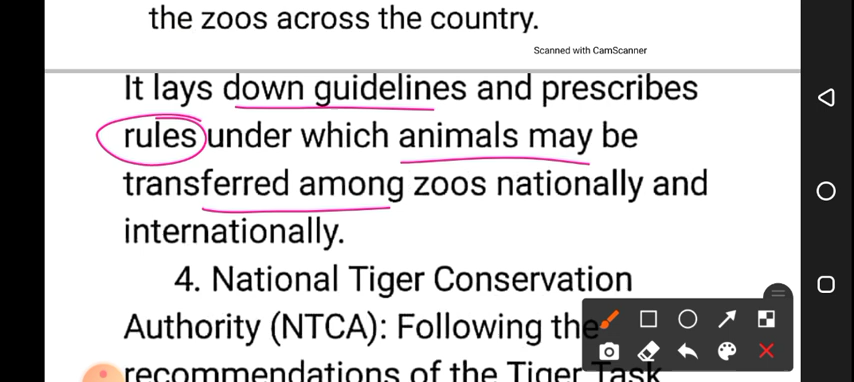 the zoos across the country.
Scanned with CamScanner
It lays down guidelines and prescribes
rules under which animals may be
transferred among zoos nationally and
internationally.
4. National Tiger Conservation
Authority (NTCA): Following the
recommendations of the Tiger Task